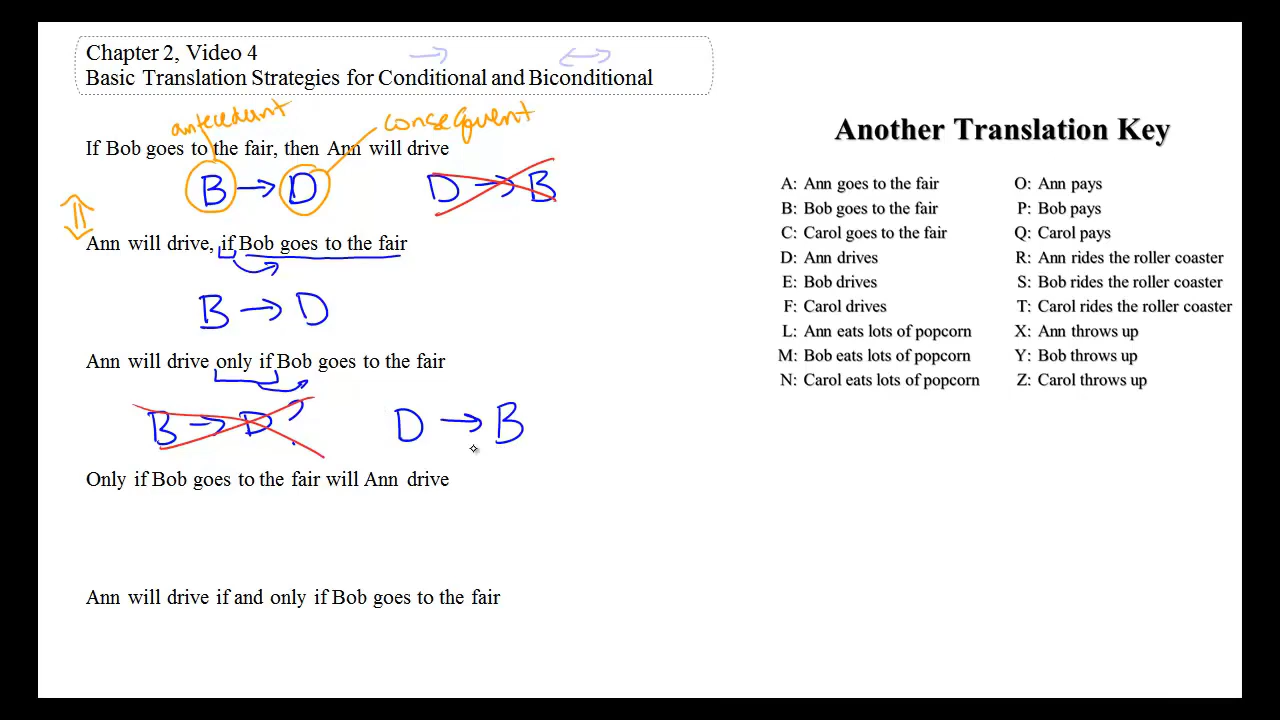 Chapter 2, Video 4 → ↔
Basic Translation Strategies for Conditional and Biconditional
antecedent consequent
If Bob goes to the fair, then Ann will drive
B → D D → B
⇕
Ann will drive, if Bob goes to the fair
B → D
Ann will drive only if Bob goes to the fair
B → D ? D → B
Only if Bob goes to the fair will Ann drive
Ann will drive if and only if Bob goes to the fair
Another Translation Key
A: Ann goes to the fair
B: Bob goes to the fair
C: Carol goes to the fair
D: Ann drives
E: Bob drives
F: Carol drives
L: Ann eats lots of popcorn
M: Bob eats lots of popcorn
N: Carol eats lots of popcorn
O: Ann pays
P: Bob pays
Q: Carol pays
R: Ann rides the roller coaster
S: Bob rides the roller coaster
T: Carol rides the roller coaster
X: Ann throws up
Y: Bob throws up
Z: Carol throws up